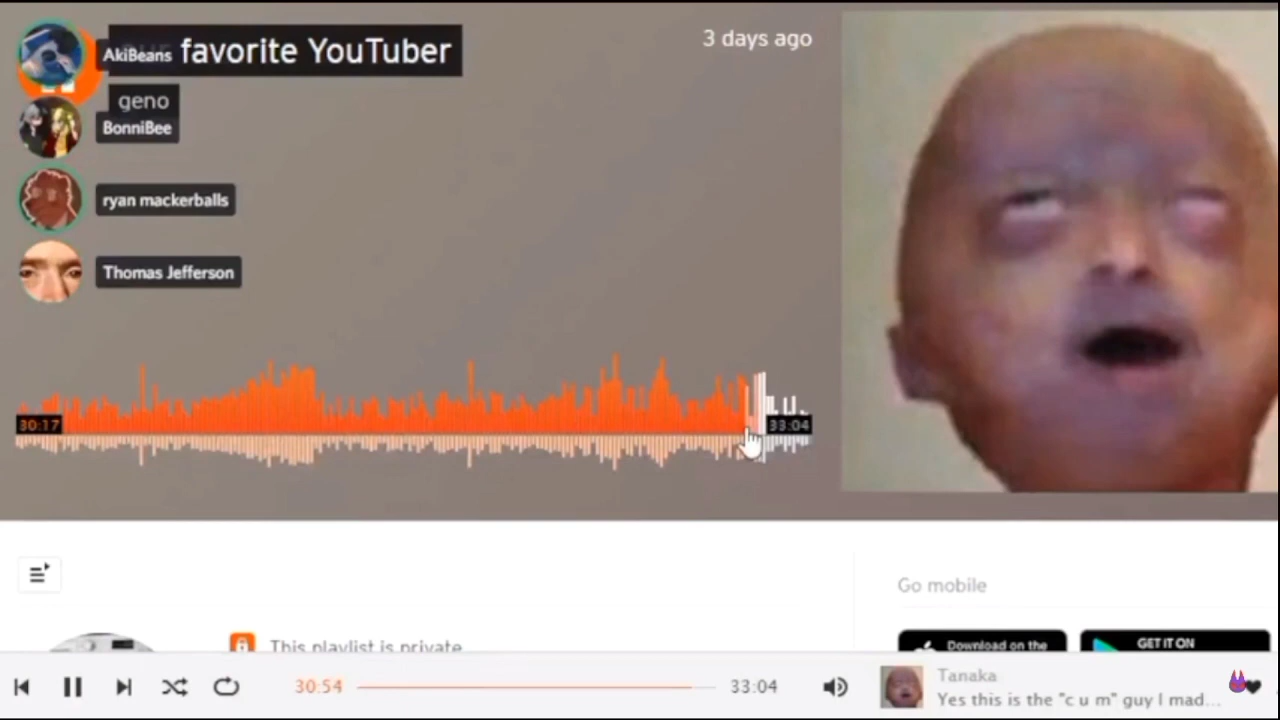 AkiBeans favorite YouTuber
3 days ago
geno
BonniBee
ryan mackerballs
Thomas Jefferson
30:17
33:04
Go mobile
This playlist is private
Download on the
GET IT ON
30:54
33:04
Tanaka
Yes this is the "c u m" guy I mad...